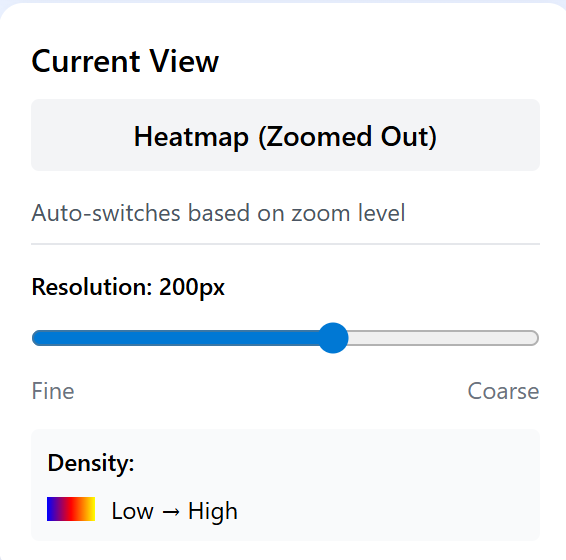 Current View
Heatmap (Zoomed Out)
Auto-switches based on zoom level
Resolution: 200px
Fine Coarse
Density:
Low → High